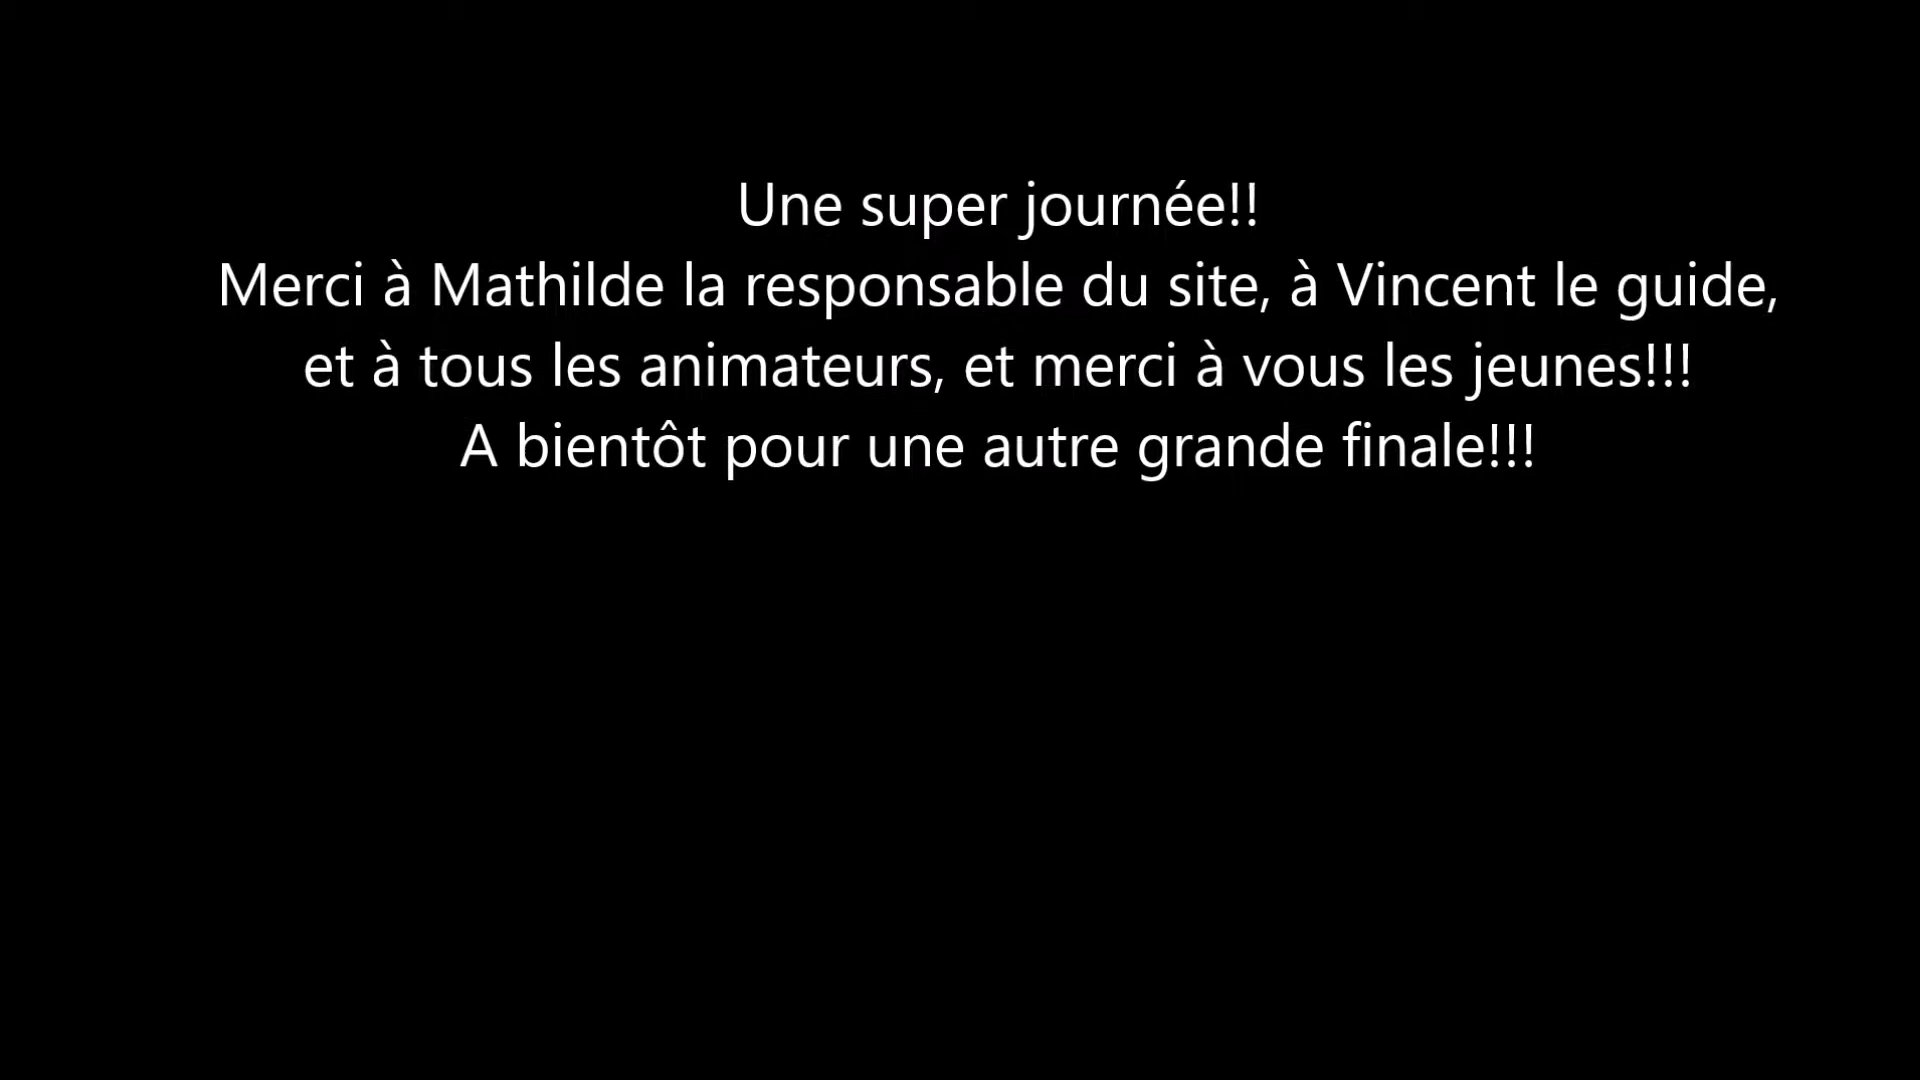 Une super journée!!
Merci à Mathilde la responsable du site, à Vincent le guide,
et à tous les animateurs, et merci à vous les jeunes!!!
A bientôt pour une autre grande finale!!!